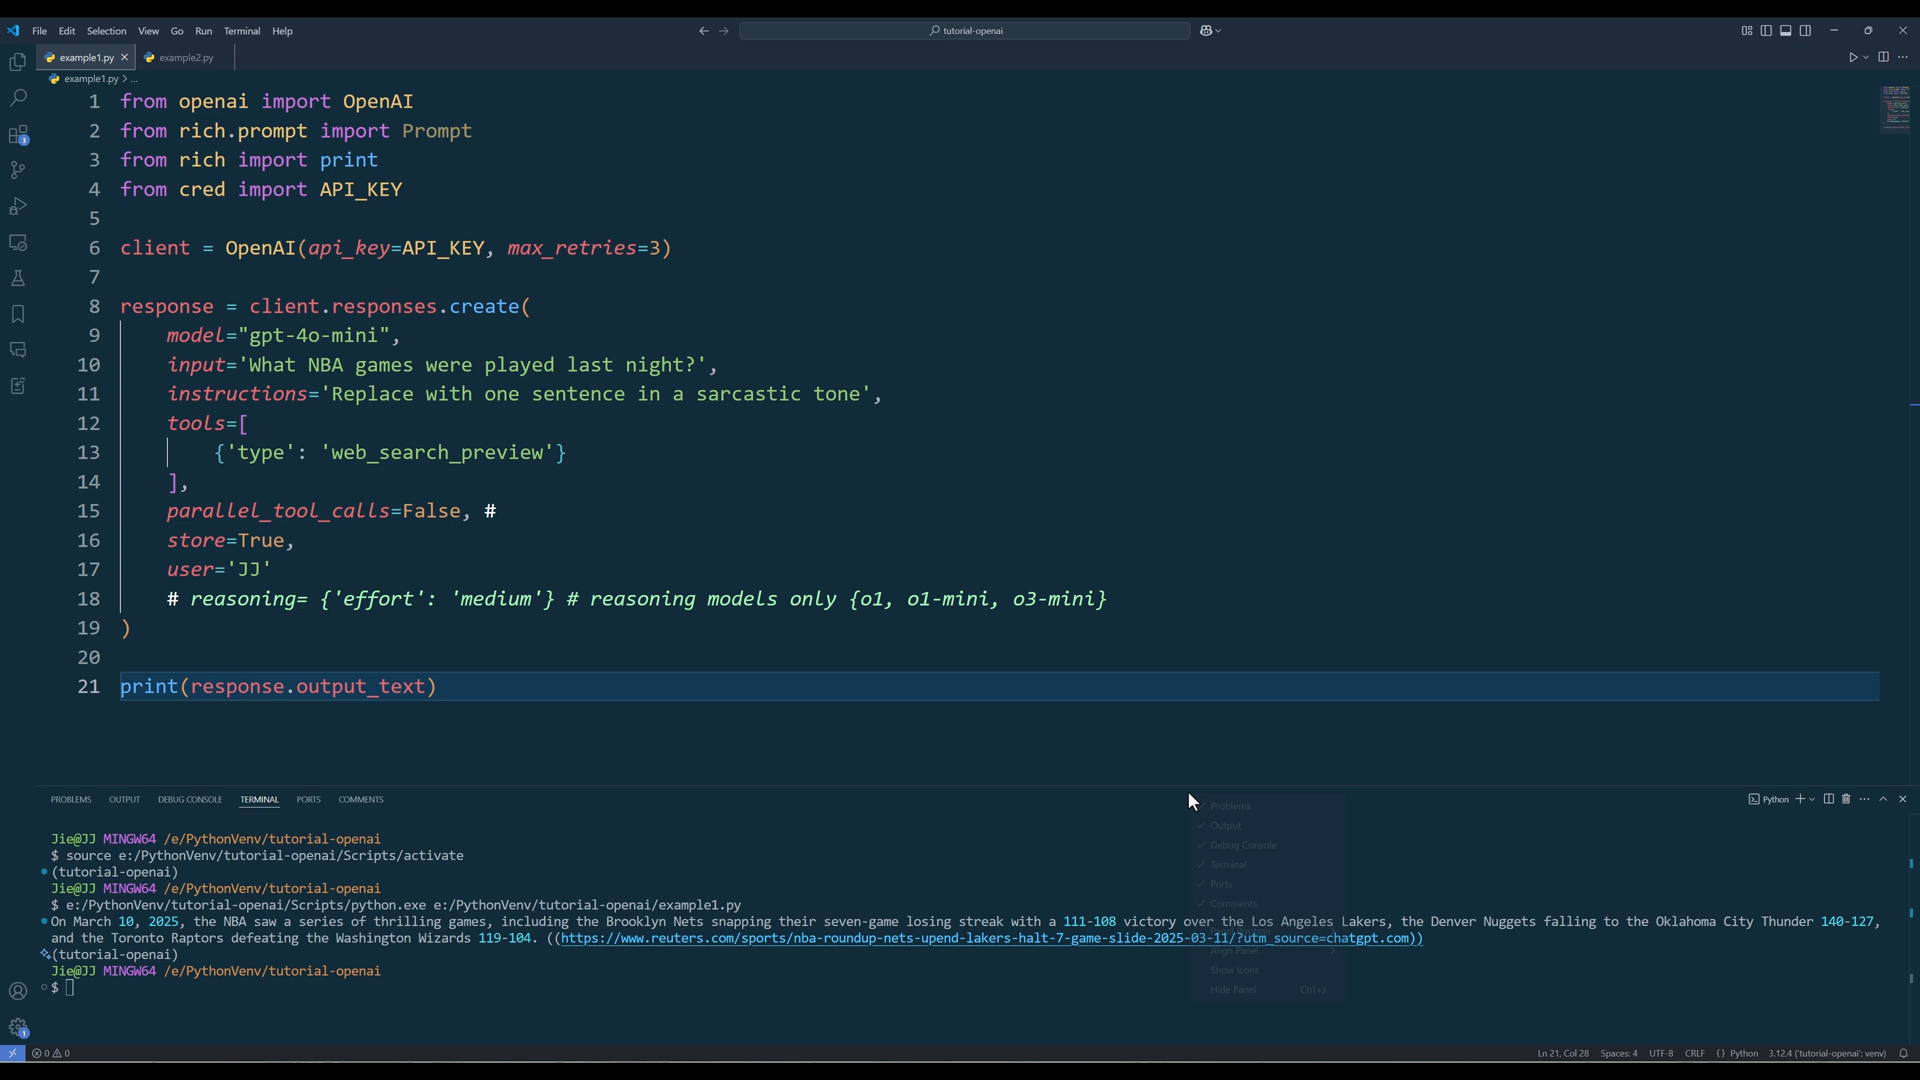 File Edit Selection View Go Run Terminal Help
tutorial-openai
example1.py
example2.py
example1.py > ...
1 from openai import OpenAI
2 from rich.prompt import Prompt
3 from rich import print
4 from cred import API_KEY
5
6 client = OpenAI(api_key=API_KEY, max_retries=3)
7
8 response = client.responses.create(
9 model="gpt-4o-mini",
10 input='What NBA games were played last night?',
11 instructions='Replace with one sentence in a sarcastic tone',
12 tools=[
13 {'type': 'web_search_preview'}
14 ],
15 parallel_tool_calls=False, #
16 store=True,
17 user='JJ'
18 # reasoning= {'effort': 'medium'} # reasoning models only {o1, o1-mini, o3-mini}
19 )
20
21 print(response.output_text)
3
PROBLEMS OUTPUT DEBUG CONSOLE TERMINAL PORTS COMMENTS
Python
Problems
Output
Debug Console
Terminal
Ports
Comments
Align Panel
Show Icons
Hide Panel Ctrl+J
Jie@JJ MINGW64 /e/PythonVenv/tutorial-openai
$ source e:/PythonVenv/tutorial-openai/Scripts/activate
(tutorial-openai)
Jie@JJ MINGW64 /e/PythonVenv/tutorial-openai
$ e:/PythonVenv/tutorial-openai/Scripts/python.exe e:/PythonVenv/tutorial-openai/example1.py
On March 10, 2025, the NBA saw a series of thrilling games, including the Brooklyn Nets snapping their seven-game losing streak with a 111-108 victory over the Los Angeles Lakers, the Denver Nuggets falling to the Oklahoma City Thunder 140-127,
and the Toronto Raptors defeating the Washington Wizards 119-104. ((https://www.reuters.com/sports/nba-roundup-nets-upend-lakers-halt-7-game-slide-2025-03-11/?utm_source=chatgpt.com))
(tutorial-openai)
Jie@JJ MINGW64 /e/PythonVenv/tutorial-openai
$
1
0 0
Ln 21, Col 28 Spaces: 4 UTF-8 CRLF {} Python 3.12.4 ('tutorial-openai': venv)